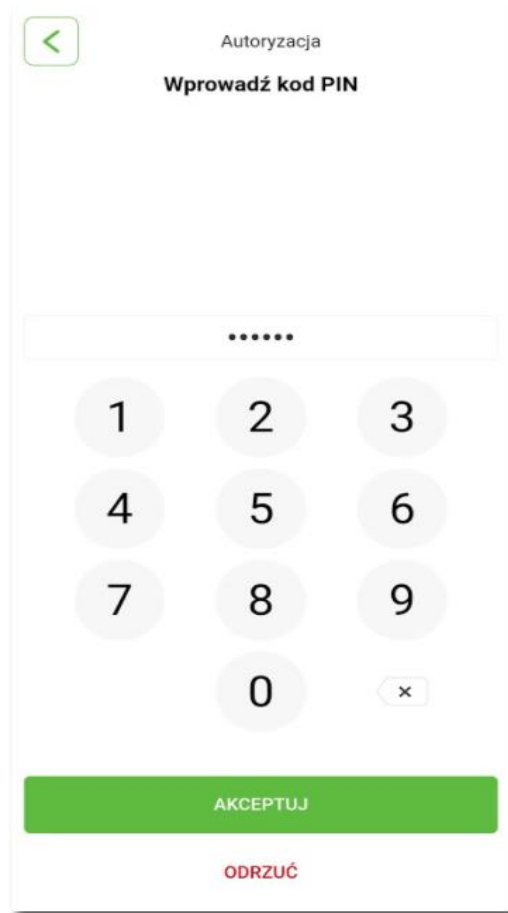 Autoryzacja
Wprowadź kod PIN
••••••
1 2 3
4 5 6
7 8 9
0
AKCEPTUJ
ODRZUĆ